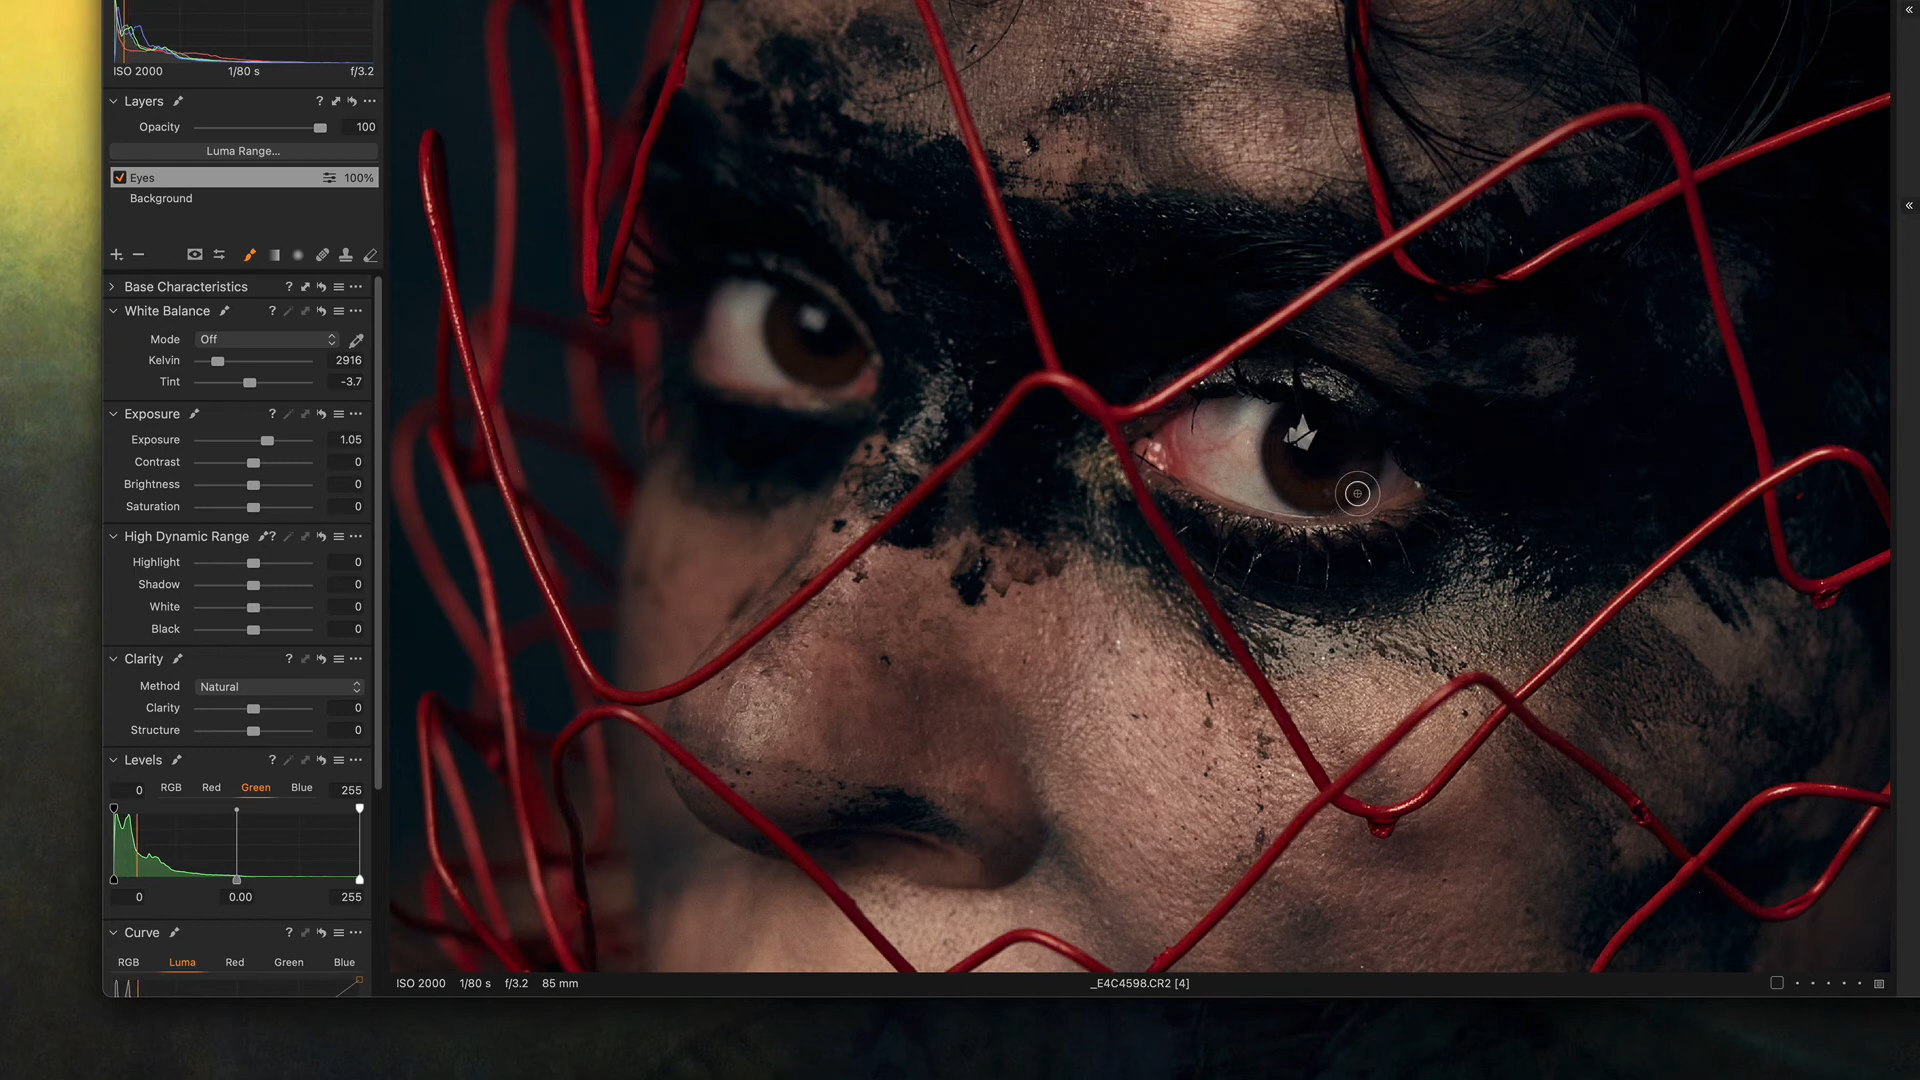 ISO 2000 1/80 s f/3.2
Layers ?
Opacity 100
Luma Range...
Eyes 100%
Background
Base Characteristics ?
White Balance ?
Mode Off
Kelvin 2916
Tint -3.7
Exposure ?
Exposure 1.05
Contrast 0
Brightness 0
Saturation 0
High Dynamic Range ?
Highlight 0
Shadow 0
White 0
Black 0
Clarity ?
Method Natural
Clarity 0
Structure 0
Levels ?
0 RGB Red Green Blue 255
0 0.00 255
Curve ?
RGB Luma Red Green Blue
ISO 2000 1/80 s f/3.2 85 mm _E4C4598.CR2 [4]